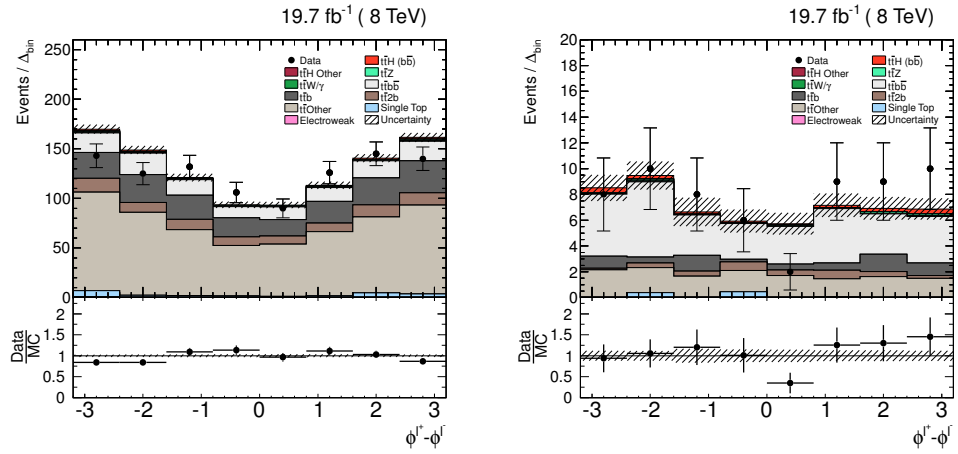 19.7 fb⁻¹ ( 8 TeV)
Events / Δbin
250
200
150
100
50
0
Data
tt̄H (bb̄)
tt̄H Other
tt̄Z
tt̄W/γ
tt̄bb̄
tt̄b
tt̄2b
tt̄Other
Single Top
Electroweak
Uncertainty
Data
MC
2
1.5
1
0.5
0
-3 -2 -1 0 1 2 3
ϕˡ⁺-ϕˡ⁻
19.7 fb⁻¹ ( 8 TeV)
Events / Δbin
20
18
16
14
12
10
8
6
4
2
0
Data
tt̄H (bb̄)
tt̄H Other
tt̄Z
tt̄W/γ
tt̄bb̄
tt̄b
tt̄2b
tt̄Other
Single Top
Electroweak
Uncertainty
Data
MC
2
1.5
1
0.5
0
-3 -2 -1 0 1 2 3
ϕˡ⁺-ϕˡ⁻